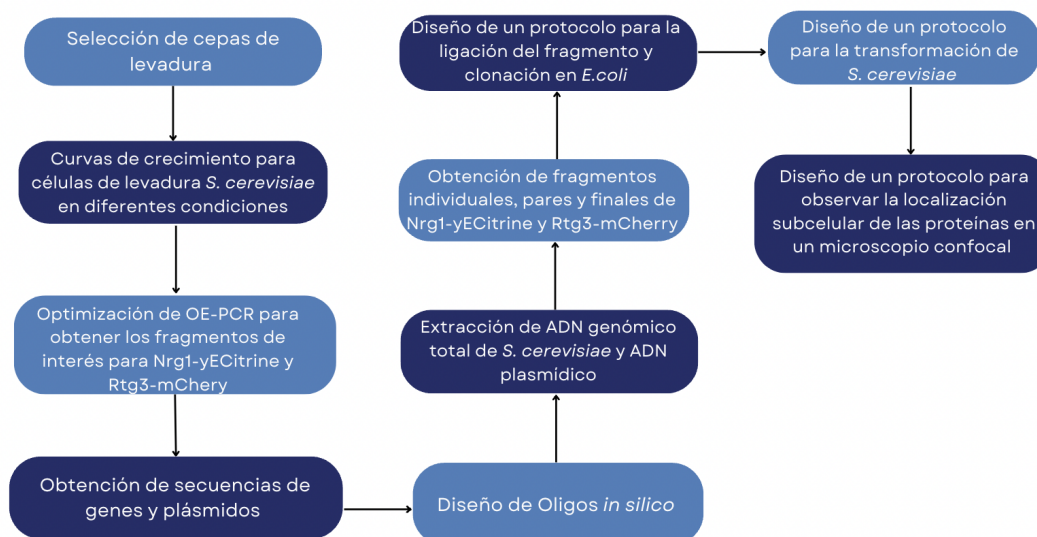 Selección de cepas de
levadura
Curvas de crecimiento para
células de levadura S. cerevisiae
en diferentes condiciones
Optimización de OE-PCR para
obtener los fragmentos de
interés para Nrg1-yECitrine y
Rtg3-mChery
Obtención de secuencias de
genes y plásmidos
Diseño de Oligos in silico
Extracción de ADN genómico
total de S. cerevisiae y ADN
plasmídico
Obtención de fragmentos
individuales, pares y finales de
Nrg1-yECitrine y Rtg3-mCherry
Diseño de un protocolo para la
ligación del fragmento y
clonación en E.coli
Diseño de un protocolo
para la transformación de
S. cerevisiae
Diseño de un protocolo para
observar la localización
subcelular de las proteínas en
un microscopio confocal